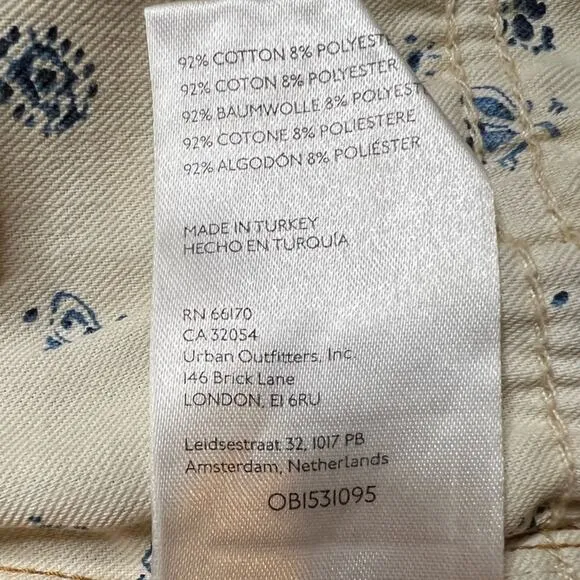 92% COTTON 8% POLYEST
92% COTON 8% POLYESTER
92% BAUMWOLLE 8% POLYEST
92% COTONE 8% POLIESTERE
92% ALGODÓN 8% POLIÉSTER
MADE IN TURKEY
HECHO EN TURQUÍA
RN 66170
CA 32054
Urban Outfitters, Inc.
146 Brick Lane
LONDON, E1 6RU
Leidsestraat 32, 1017 PB
Amsterdam, Netherlands
OB1531095